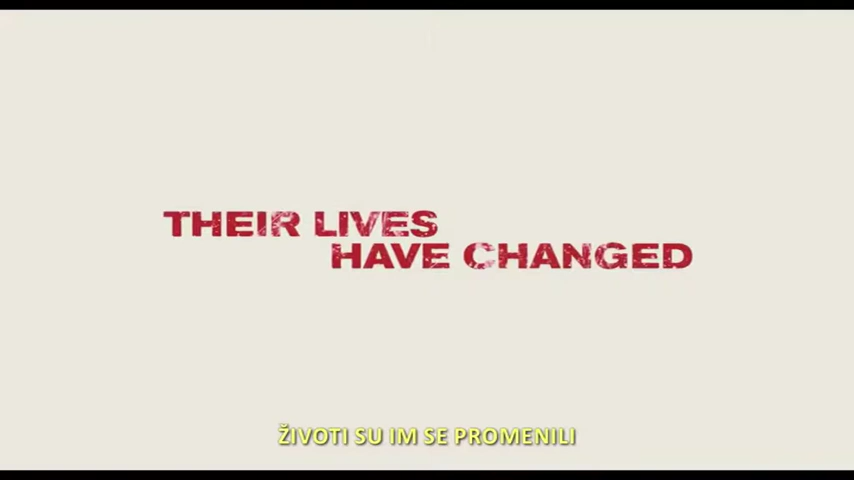 THEIR LIVES
HAVE CHANGED
ŽIVOTI SU IM SE PROMENILI